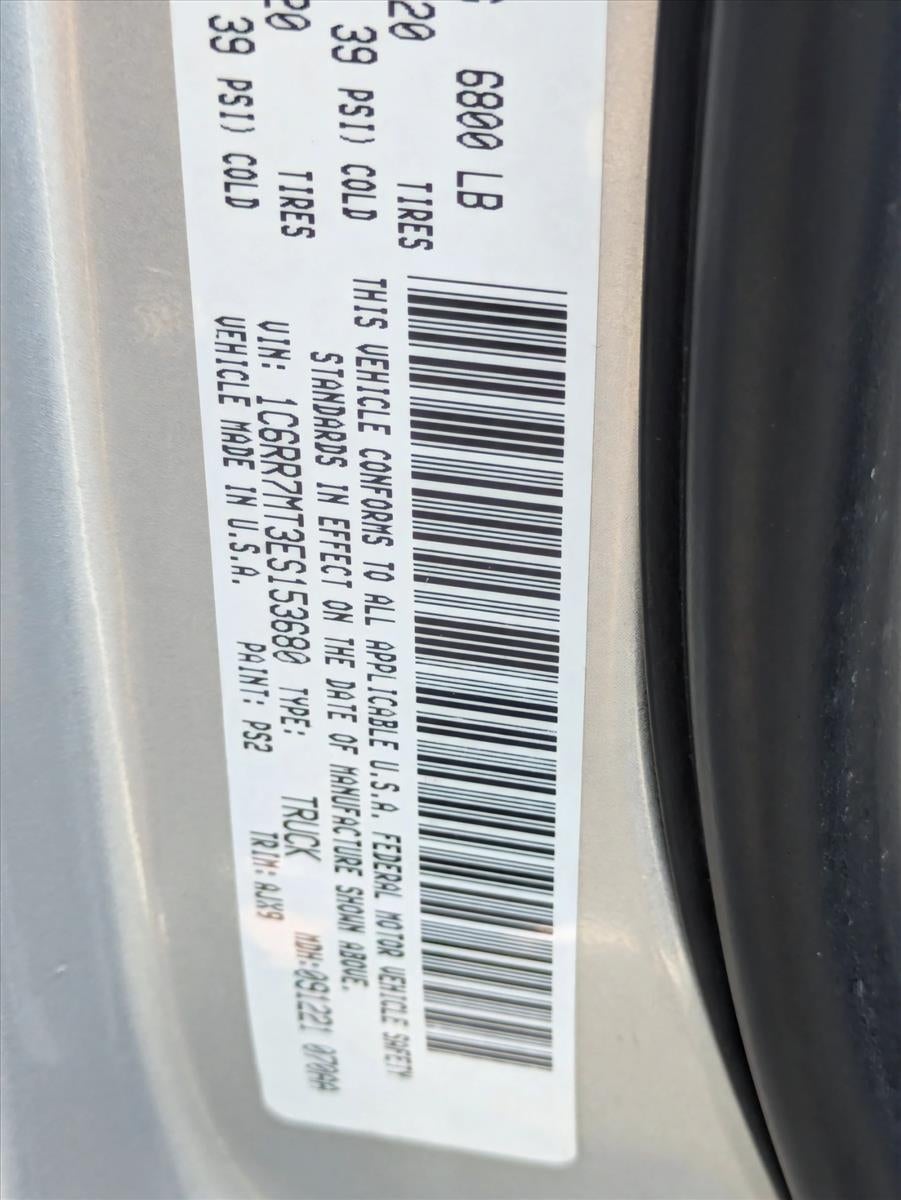 G 6800 LB
20 TIRES
39 PSI) COLD
20 TIRES
39 PSI) COLD
THIS VEHICLE CONFORMS TO ALL APPLICABLE U.S.A. FEDERAL MOTOR VEHICLE SAFETY
STANDARDS IN EFFECT ON THE DATE OF MANUFACTURE SHOWN ABOVE.
VIN: 1C6RR7MT3ES153680 TYPE: TRUCK MDH:091221 070AA
VEHICLE MADE IN U.S.A. PAINT: PS2 TRIM:AJX9